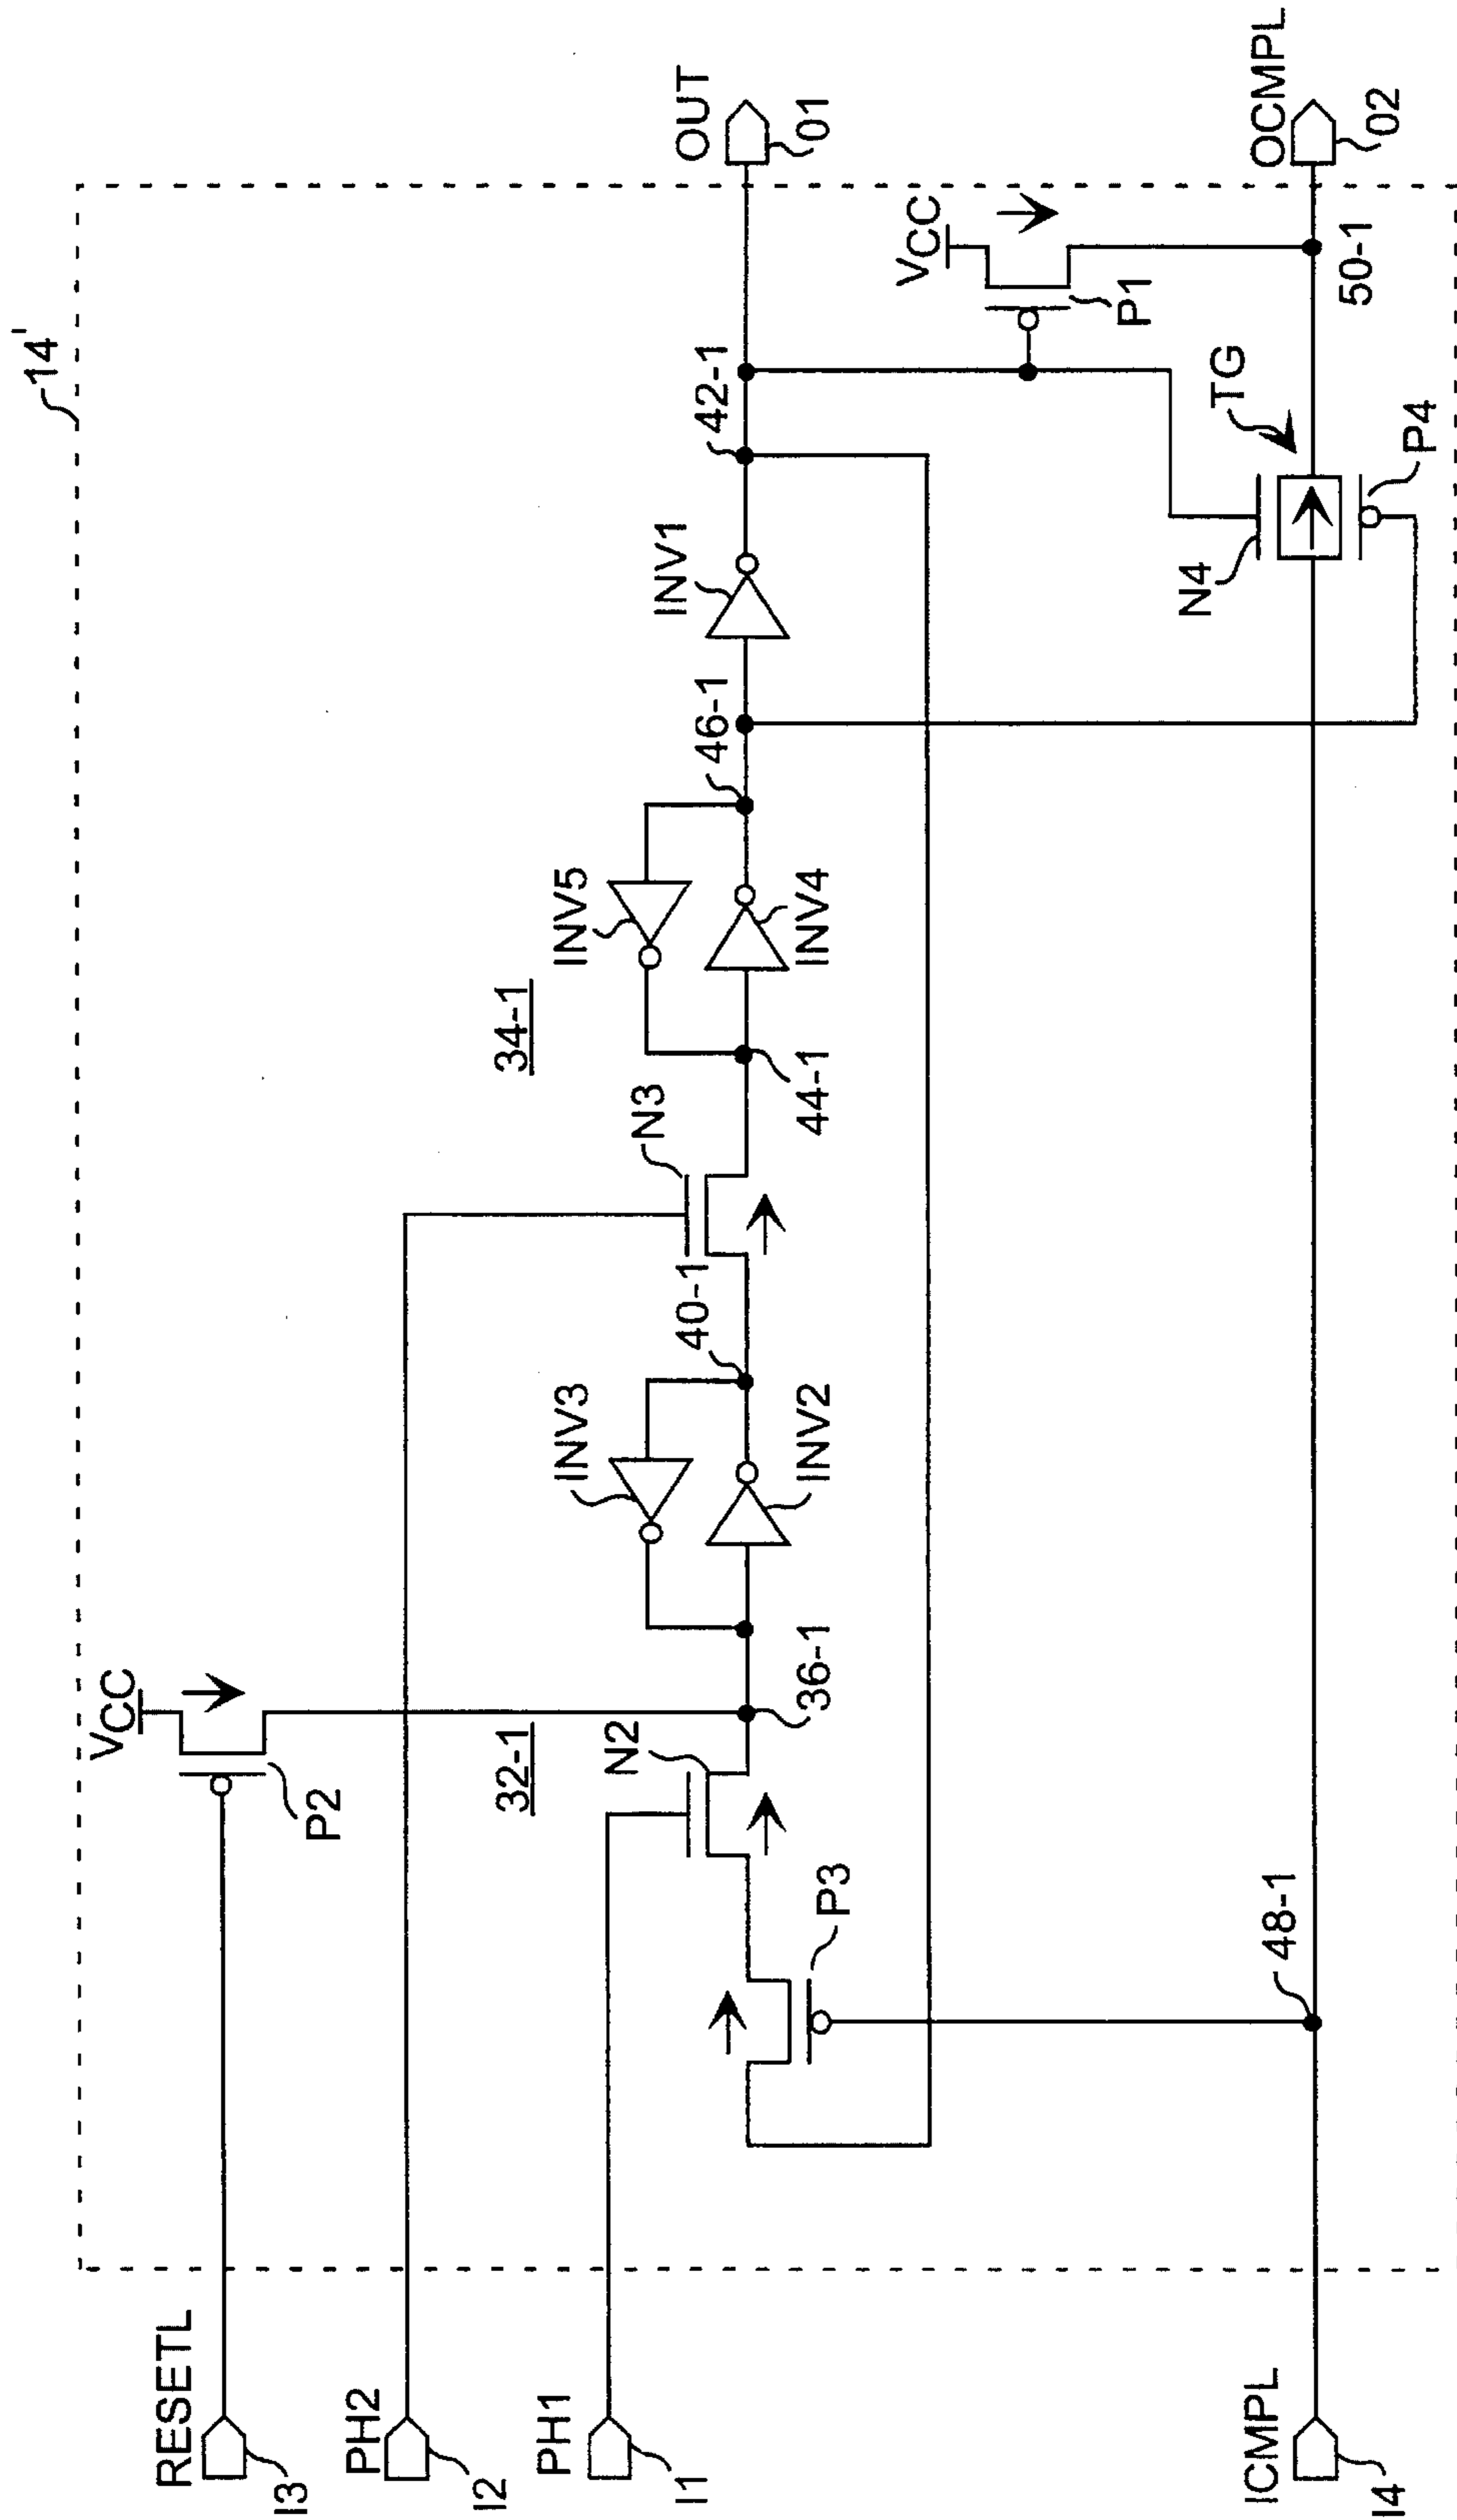 14'
RESETL
I3
PH2
I2
PH1
I1
ICMPL
I4
VCC
P2
32-1
N2
P3
36-1
48-1
INV3
INV2
40-1
N3
34-1
44-1
INV5
INV4
46-1
INV1
42-1
N4
TG
P4
VCC
P1
50-1
OUT
01
OCMPL
02